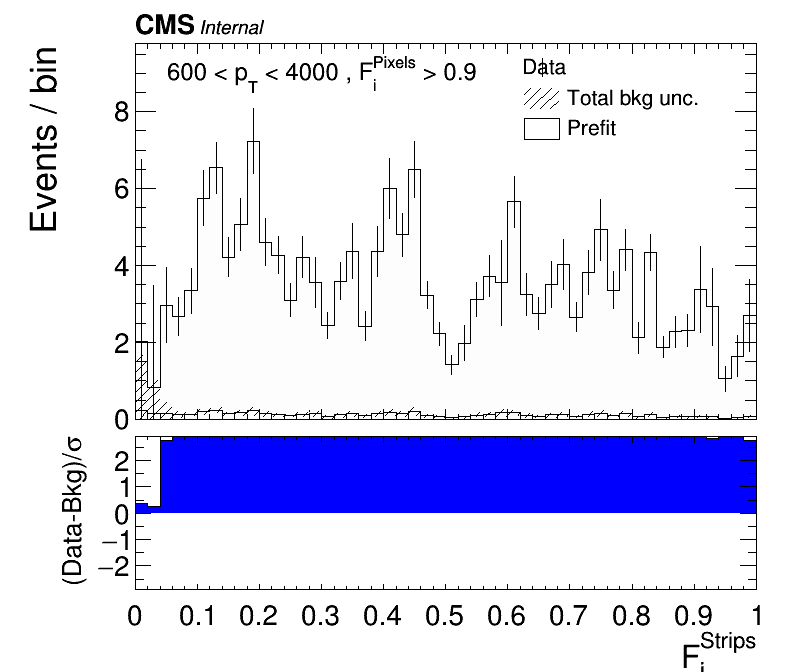 CMS Internal
600 < p_T < 4000 , F_i^Pixels > 0.9
Data
Total bkg unc.
Prefit
Events / bin
8
6
4
2
0
(Data-Bkg)/σ
2
1
0
−1
−2
0 0.1 0.2 0.3 0.4 0.5 0.6 0.7 0.8 0.9 1
F_i^Strips